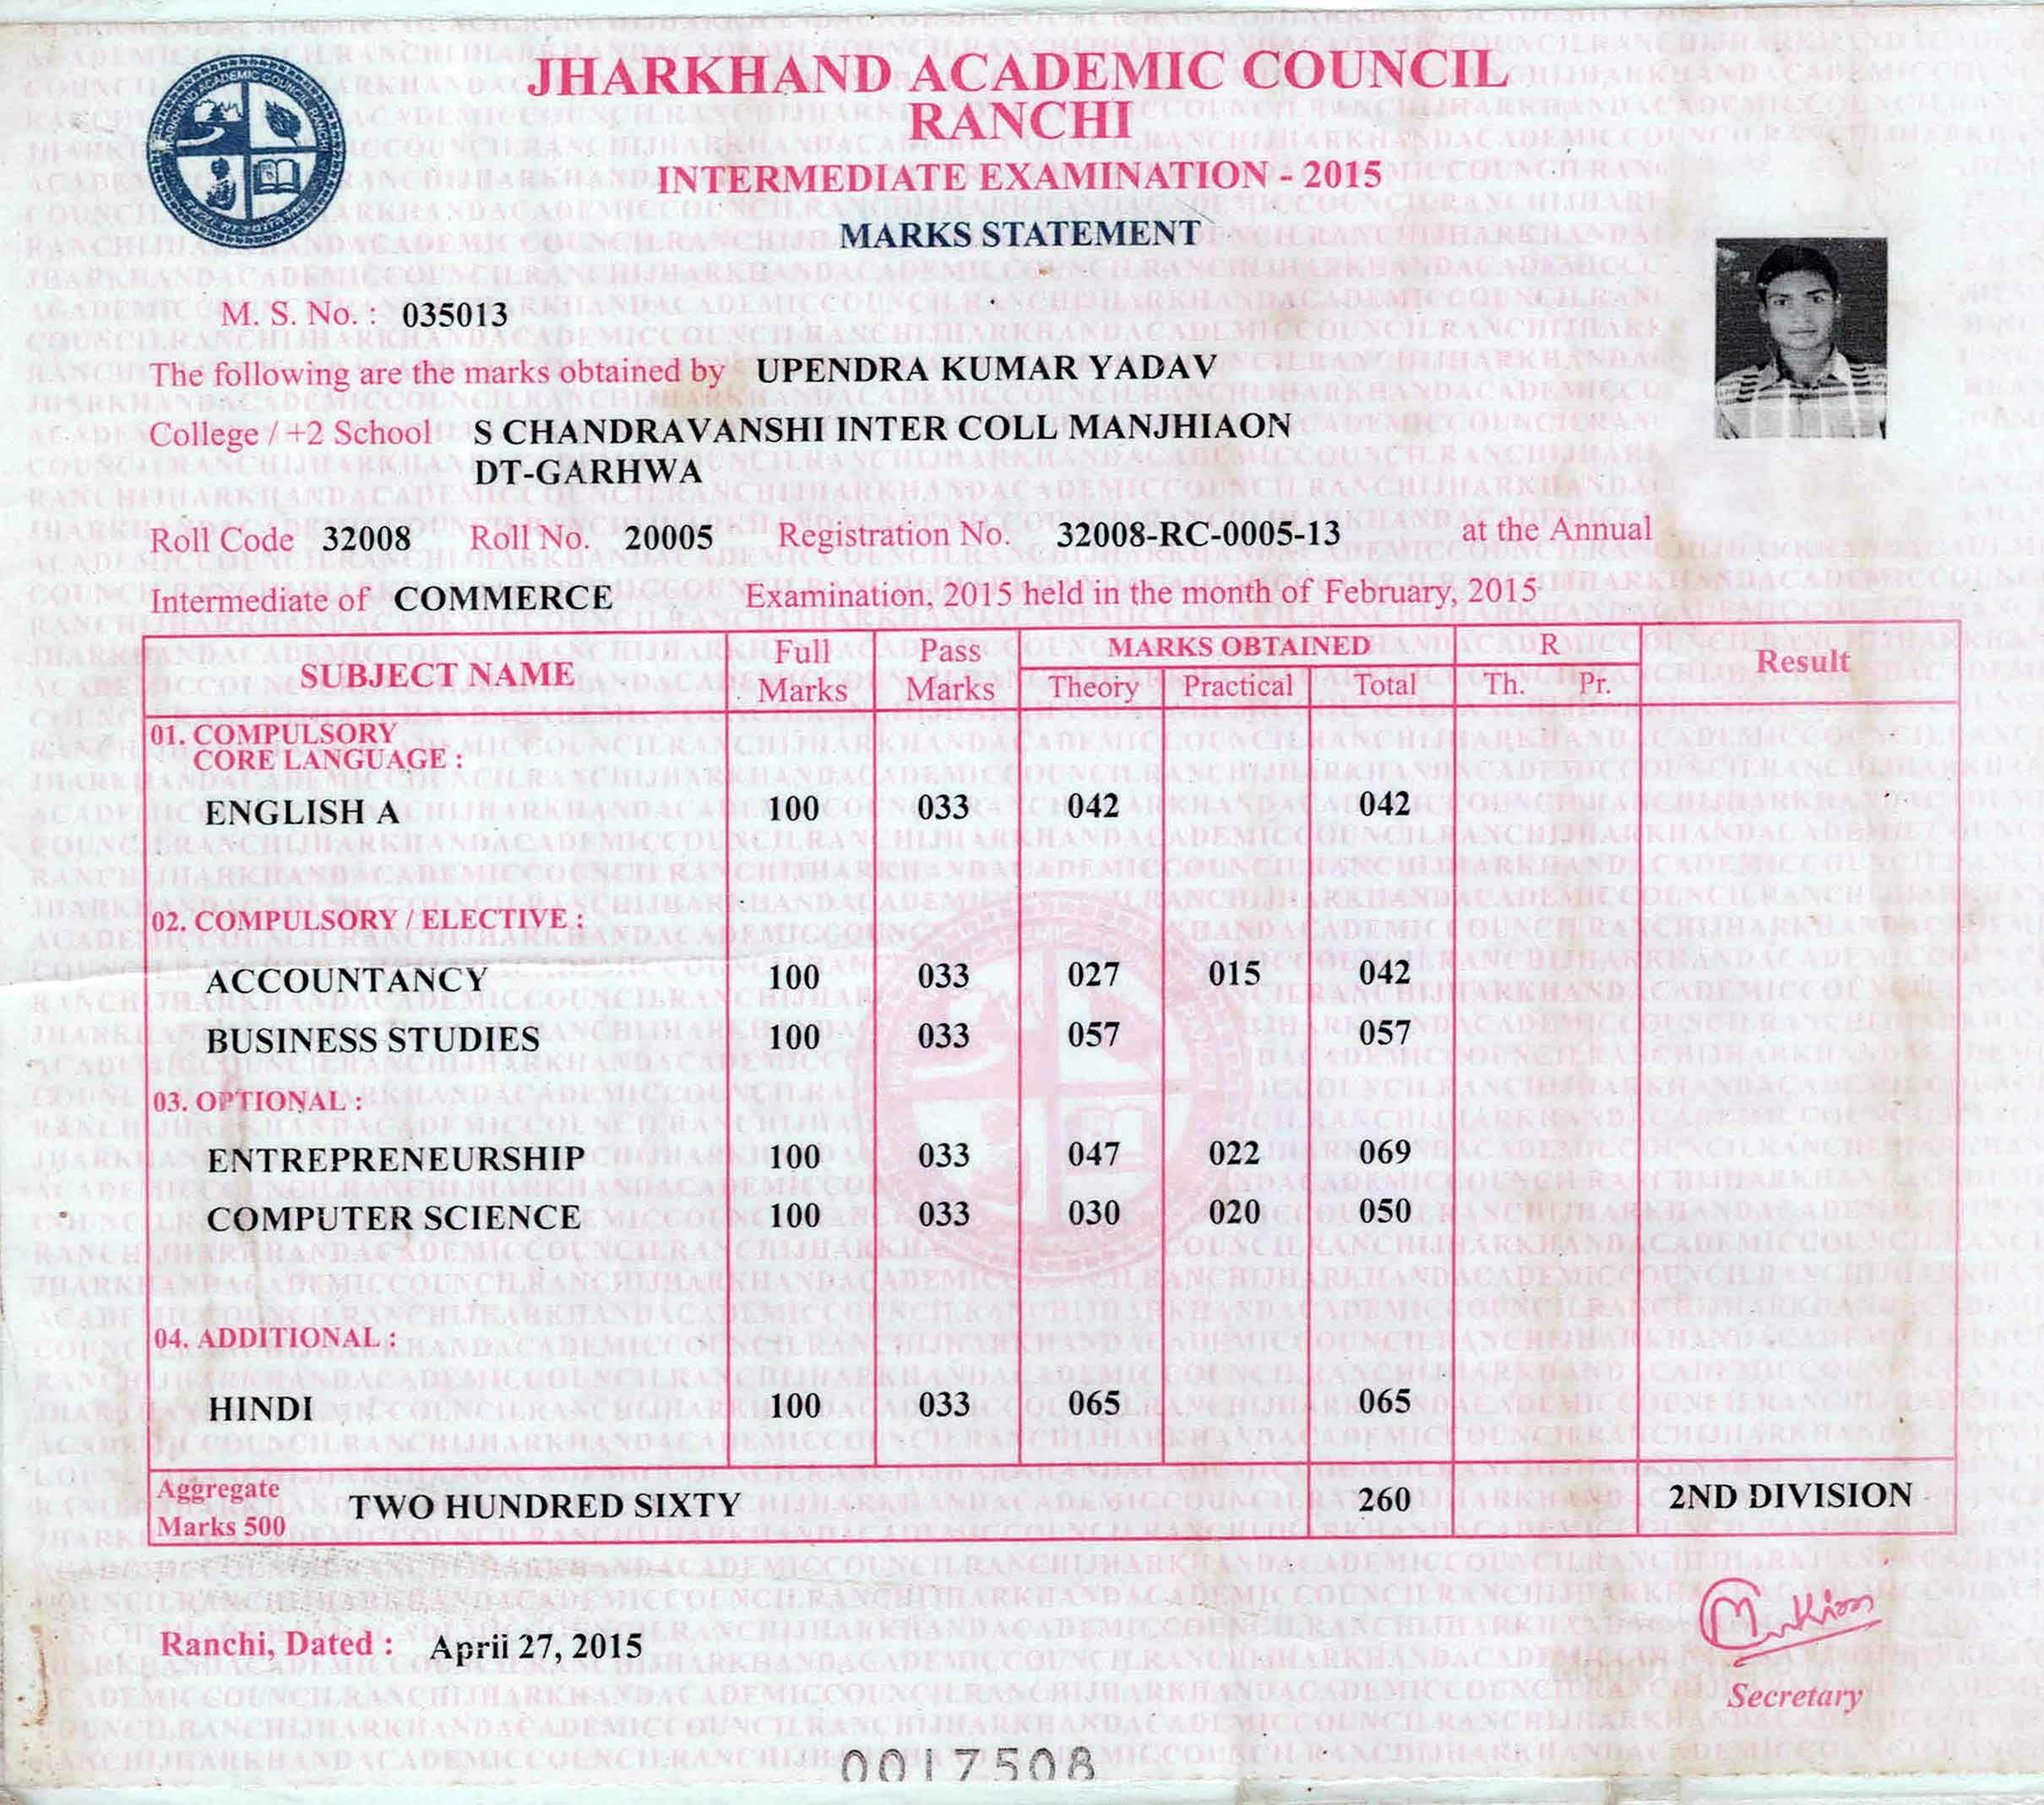 JHARKHAND ACADEMIC COUNCIL
RANCHI
INTERMEDIATE EXAMINATION - 2015
MARKS STATEMENT
M. S. No. : 035013
The following are the marks obtained by UPENDRA KUMAR YADAV
College / +2 School S CHANDRAVANSHI INTER COLL MANJHIAON
DT-GARHWA
Roll Code 32008 Roll No. 20005 Registration No. 32008-RC-0005-13 at the Annual
Intermediate of COMMERCE Examination, 2015 held in the month of February, 2015
SUBJECT NAME Full Marks Pass Marks MARKS OBTAINED R Result
Theory Practical Total Th. Pr.
01. COMPULSORY
CORE LANGUAGE :
ENGLISH A 100 033 042 042
02. COMPULSORY / ELECTIVE :
ACCOUNTANCY 100 033 027 015 042
BUSINESS STUDIES 100 033 057 057
03. OPTIONAL :
ENTREPRENEURSHIP 100 033 047 022 069
COMPUTER SCIENCE 100 033 030 020 050
04. ADDITIONAL :
HINDI 100 033 065 065
Aggregate
Marks 500 TWO HUNDRED SIXTY 260 2ND DIVISION
Ranchi, Dated : April 27, 2015
Secretary
0017508